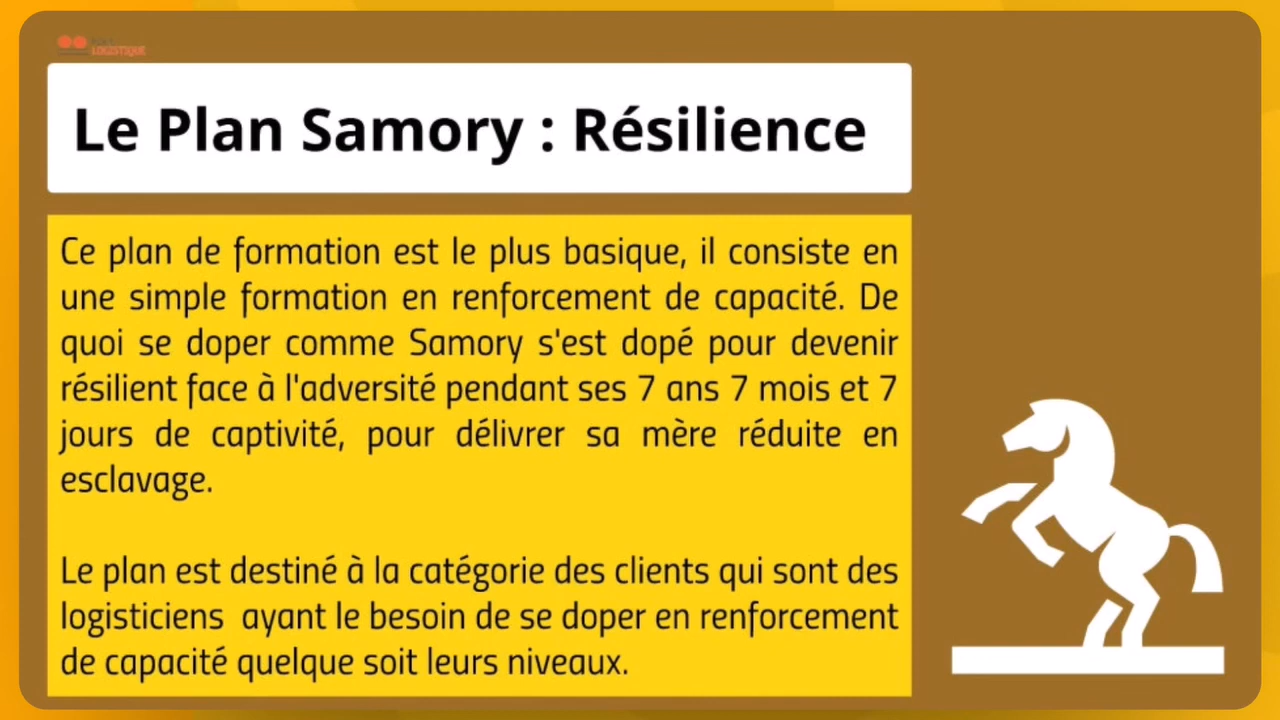 LOGISTIQUE
Le Plan Samory : Résilience
Ce plan de formation est le plus basique, il consiste en
une simple formation en renforcement de capacité. De
quoi se doper comme Samory s'est dopé pour devenir
résilient face à l'adversité pendant ses 7 ans 7 mois et 7
jours de captivité, pour délivrer sa mère réduite en
esclavage.
Le plan est destiné à la catégorie des clients qui sont des
logisticiens ayant le besoin de se doper en renforcement
de capacité quelque soit leurs niveaux.